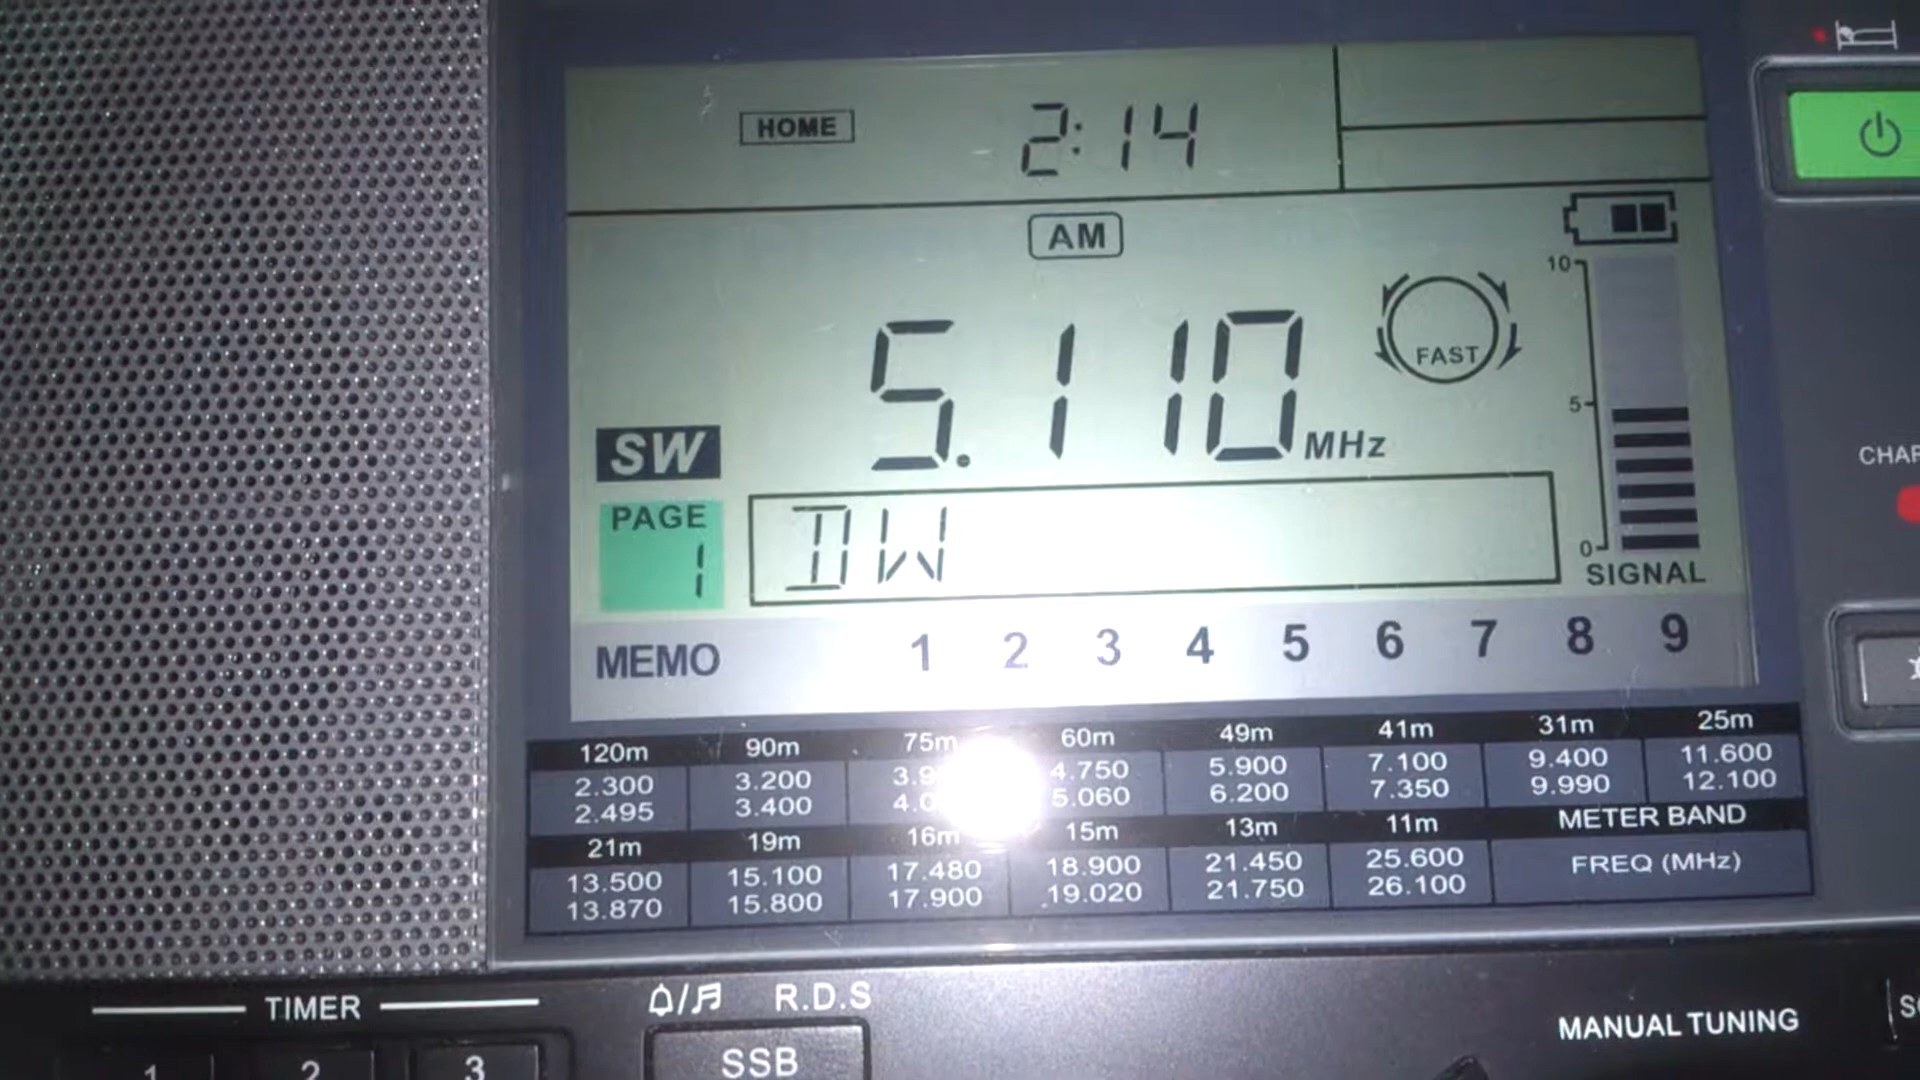 HOME 2:14
AM
10
FAST
5.110 MHz
5
SW
PAGE
1
DW
0
SIGNAL
MEMO 1 2 3 4 5 6 7 8 9
120m 90m 75m 60m 49m 41m 31m 25m
2.300 3.200 4.750 5.900 7.100 9.400 11.600
2.495 3.400 5.060 6.200 7.350 9.990 12.100
21m 19m 16m 15m 13m 11m METER BAND
13.500 15.100 17.480 18.900 21.450 25.600 FREQ (MHz)
13.870 15.800 17.900 19.020 21.750 26.100
TIMER R.D.S
MANUAL TUNING
1 2 3 SSB